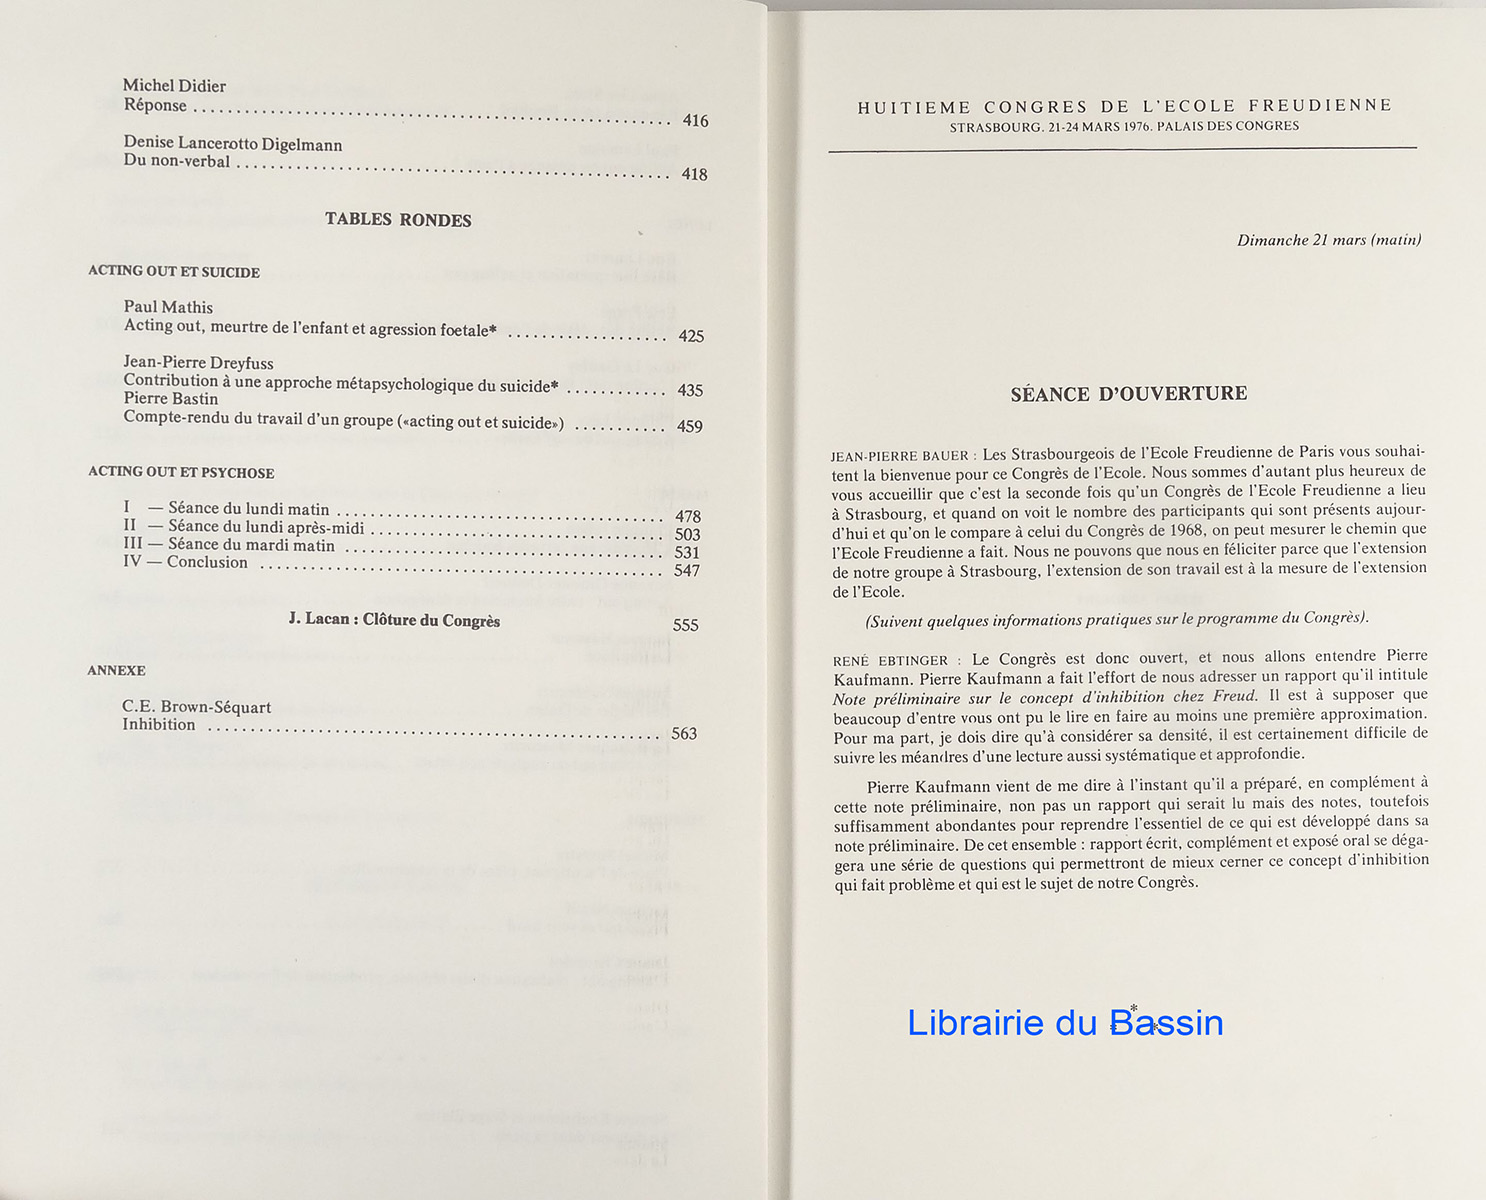 Michel Didier
Réponse ........................................................ 416
Denise Lancerotto Digelmann
Du non-verbal .................................................. 418
TABLES RONDES
ACTING OUT ET SUICIDE
Paul Mathis
Acting out, meurtre de l'enfant et agression foetale* ................... 425
Jean-Pierre Dreyfuss
Contribution à une approche métapsychologique du suicide* ............ 435
Pierre Bastin
Compte-rendu du travail d'un groupe («acting out et suicide») ........... 459
ACTING OUT ET PSYCHOSE
I — Séance du lundi matin ....................................... 478
II — Séance du lundi après-midi ................................... 503
III — Séance du mardi matin ...................................... 531
IV — Conclusion ................................................ 547
J. Lacan : Clôture du Congrès 555
ANNEXE
C.E. Brown-Séquart
Inhibition ..................................................... 563
HUITIEME CONGRES DE L'ECOLE FREUDIENNE
STRASBOURG. 21-24 MARS 1976. PALAIS DES CONGRES
Dimanche 21 mars (matin)
SÉANCE D'OUVERTURE
JEAN-PIERRE BAUER : Les Strasbourgeois de l'Ecole Freudienne de Paris vous souhai-
tent la bienvenue pour ce Congrès de l'Ecole. Nous sommes d'autant plus heureux de
vous accueillir que c'est la seconde fois qu'un Congrès de l'Ecole Freudienne a lieu
à Strasbourg, et quand on voit le nombre des participants qui sont présents aujour-
d'hui et qu'on le compare à celui du Congrès de 1968, on peut mesurer le chemin que
l'Ecole Freudienne a fait. Nous ne pouvons que nous en féliciter parce que l'extension
de notre groupe à Strasbourg, l'extension de son travail est à la mesure de l'extension
de l'Ecole.
(Suivent quelques informations pratiques sur le programme du Congrès).
RENÉ EBTINGER : Le Congrès est donc ouvert, et nous allons entendre Pierre
Kaufmann. Pierre Kaufmann a fait l'effort de nous adresser un rapport qu'il intitule
Note préliminaire sur le concept d'inhibition chez Freud. Il est à supposer que
beaucoup d'entre vous ont pu le lire en faire au moins une première approximation.
Pour ma part, je dois dire qu'à considérer sa densité, il est certainement difficile de
suivre les méandres d'une lecture aussi systématique et approfondie.
Pierre Kaufmann vient de me dire à l'instant qu'il a préparé, en complément à
cette note préliminaire, non pas un rapport qui serait lu mais des notes, toutefois
suffisamment abondantes pour reprendre l'essentiel de ce qui est développé dans sa
note préliminaire. De cet ensemble : rapport écrit, complément et exposé oral se déga-
gera une série de questions qui permettront de mieux cerner ce concept d'inhibition
qui fait problème et qui est le sujet de notre Congrès.
*
* *
Librairie du Bassin